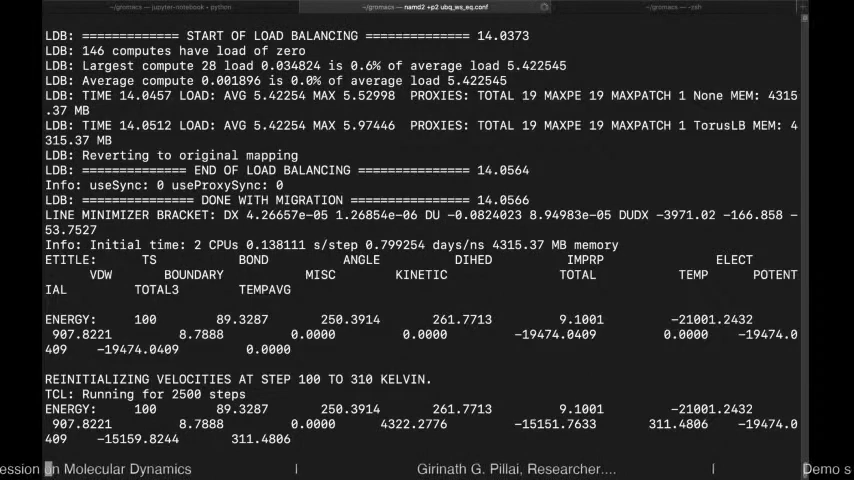 ~/gromacs — jupyter-notebook • python
~/gromacs — namd2 +p2 ubq_ws_eq.conf
~/gromacs — -zsh
LDB: ============= START OF LOAD BALANCING ============== 14.0373
LDB: 146 computes have load of zero
LDB: Largest compute 28 load 0.034824 is 0.6% of average load 5.422545
LDB: Average compute 0.001896 is 0.0% of average load 5.422545
LDB: TIME 14.0457 LOAD: AVG 5.42254 MAX 5.52998  PROXIES: TOTAL 19 MAXPE 19 MAXPATCH 1 None MEM: 4315
.37 MB
LDB: TIME 14.0512 LOAD: AVG 5.42254 MAX 5.97446  PROXIES: TOTAL 19 MAXPE 19 MAXPATCH 1 TorusLB MEM: 4
315.37 MB
LDB: Reverting to original mapping
LDB: ============== END OF LOAD BALANCING =============== 14.0564
Info: useSync: 0 useProxySync: 0
LDB: =============== DONE WITH MIGRATION ================ 14.0566
LINE MINIMIZER BRACKET: DX 4.26657e-05 1.26854e-06 DU -0.0824023 8.94983e-05 DUDX -3971.02 -166.858 -
53.7527
Info: Initial time: 2 CPUs 0.138111 s/step 0.799254 days/ns 4315.37 MB memory
ETITLE:      TS           BOND          ANGLE          DIHED          IMPRP               ELECT
VDW       BOUNDARY           MISC        KINETIC               TOTAL           TEMP      POTENT
IAL         TOTAL3        TEMPAVG
ENERGY:     100        89.3287       250.3914       261.7713         9.1001         -21001.2432
907.8221         8.7888         0.0000         0.0000         -19474.0409         0.0000    -19474.0
409    -19474.0409         0.0000
REINITIALIZING VELOCITIES AT STEP 100 TO 310 KELVIN.
TCL: Running for 2500 steps
ENERGY:     100        89.3287       250.3914       261.7713         9.1001         -21001.2432
907.8221         8.7888         0.0000      4322.2776         -15151.7633       311.4806    -19474.0
409    -15159.8244       311.4806
ession on Molecular Dynamics | Girinath G. Pillai, Researcher.... | Demo s